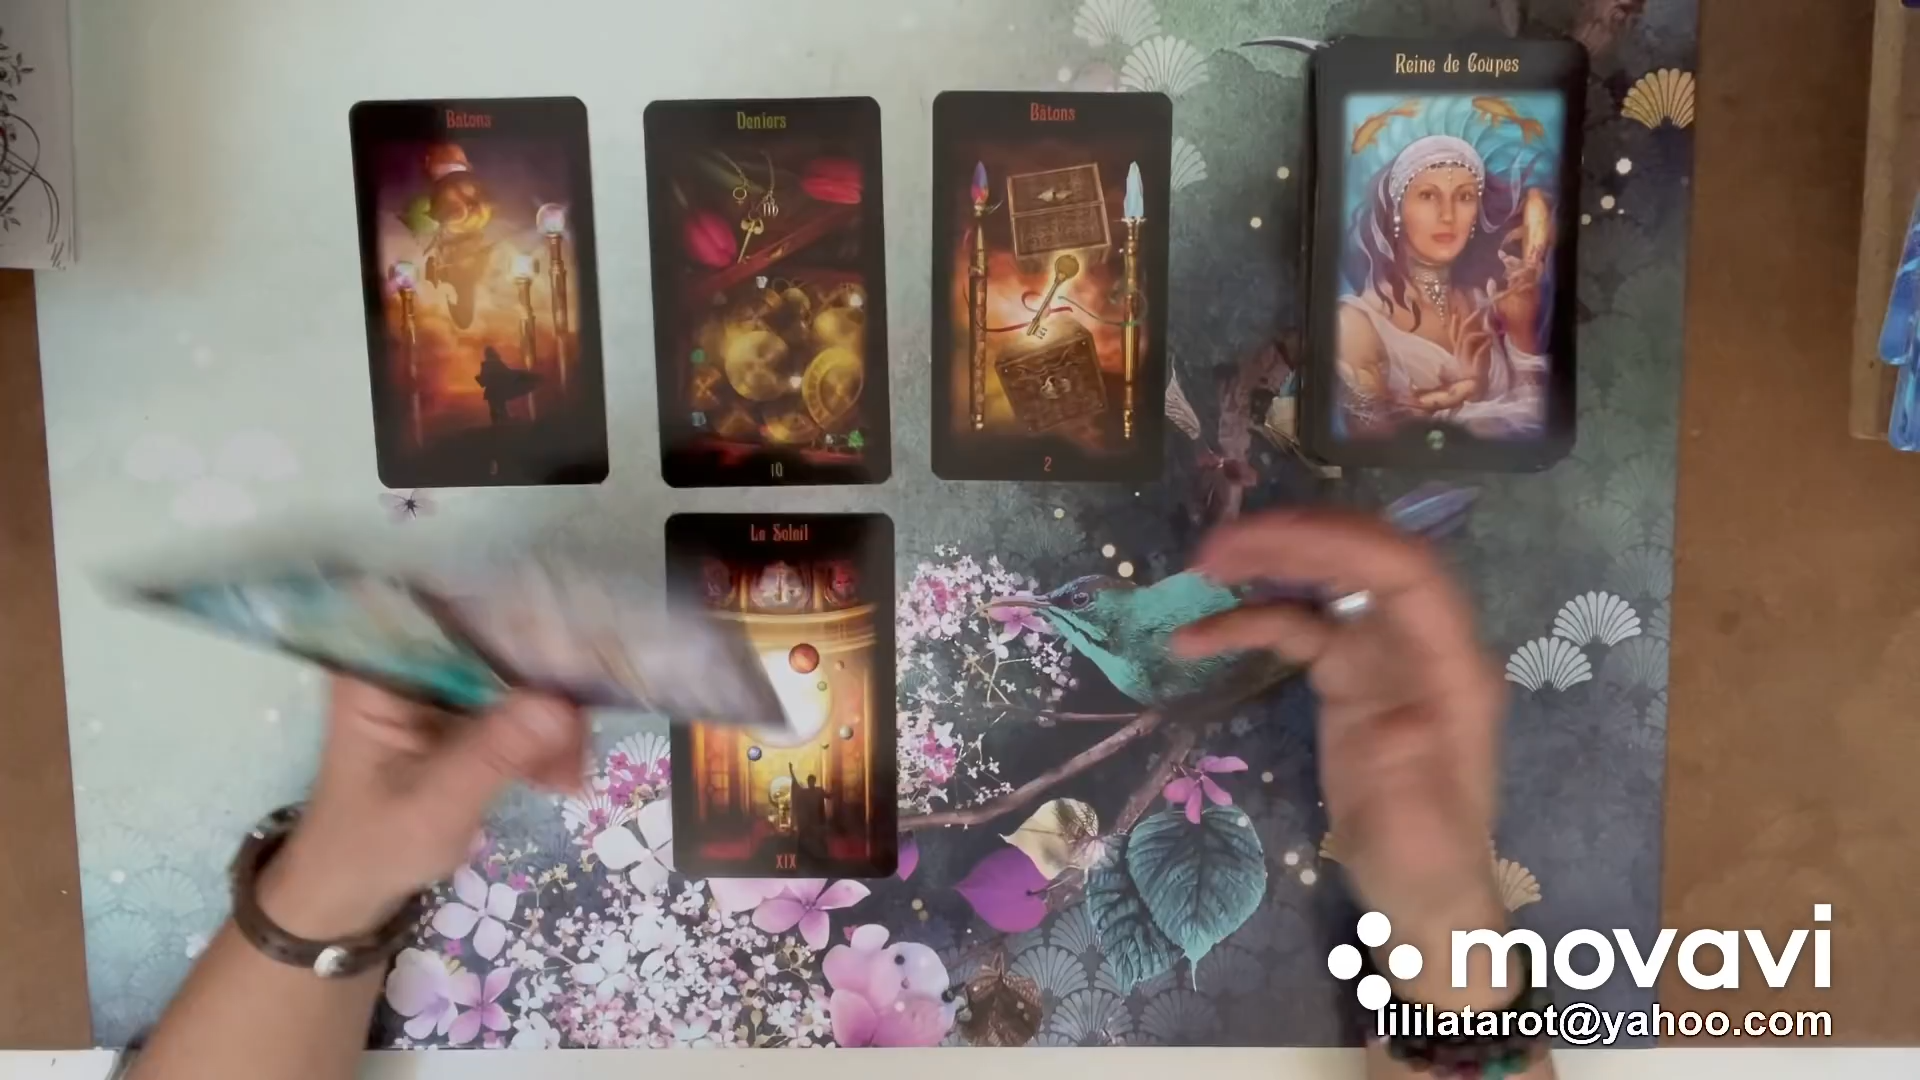 Bâtons
3
Deniers
10
Bâtons
2
Reine de Coupes
Le Soleil
XIX
movavi
lililatarot@yahoo.com